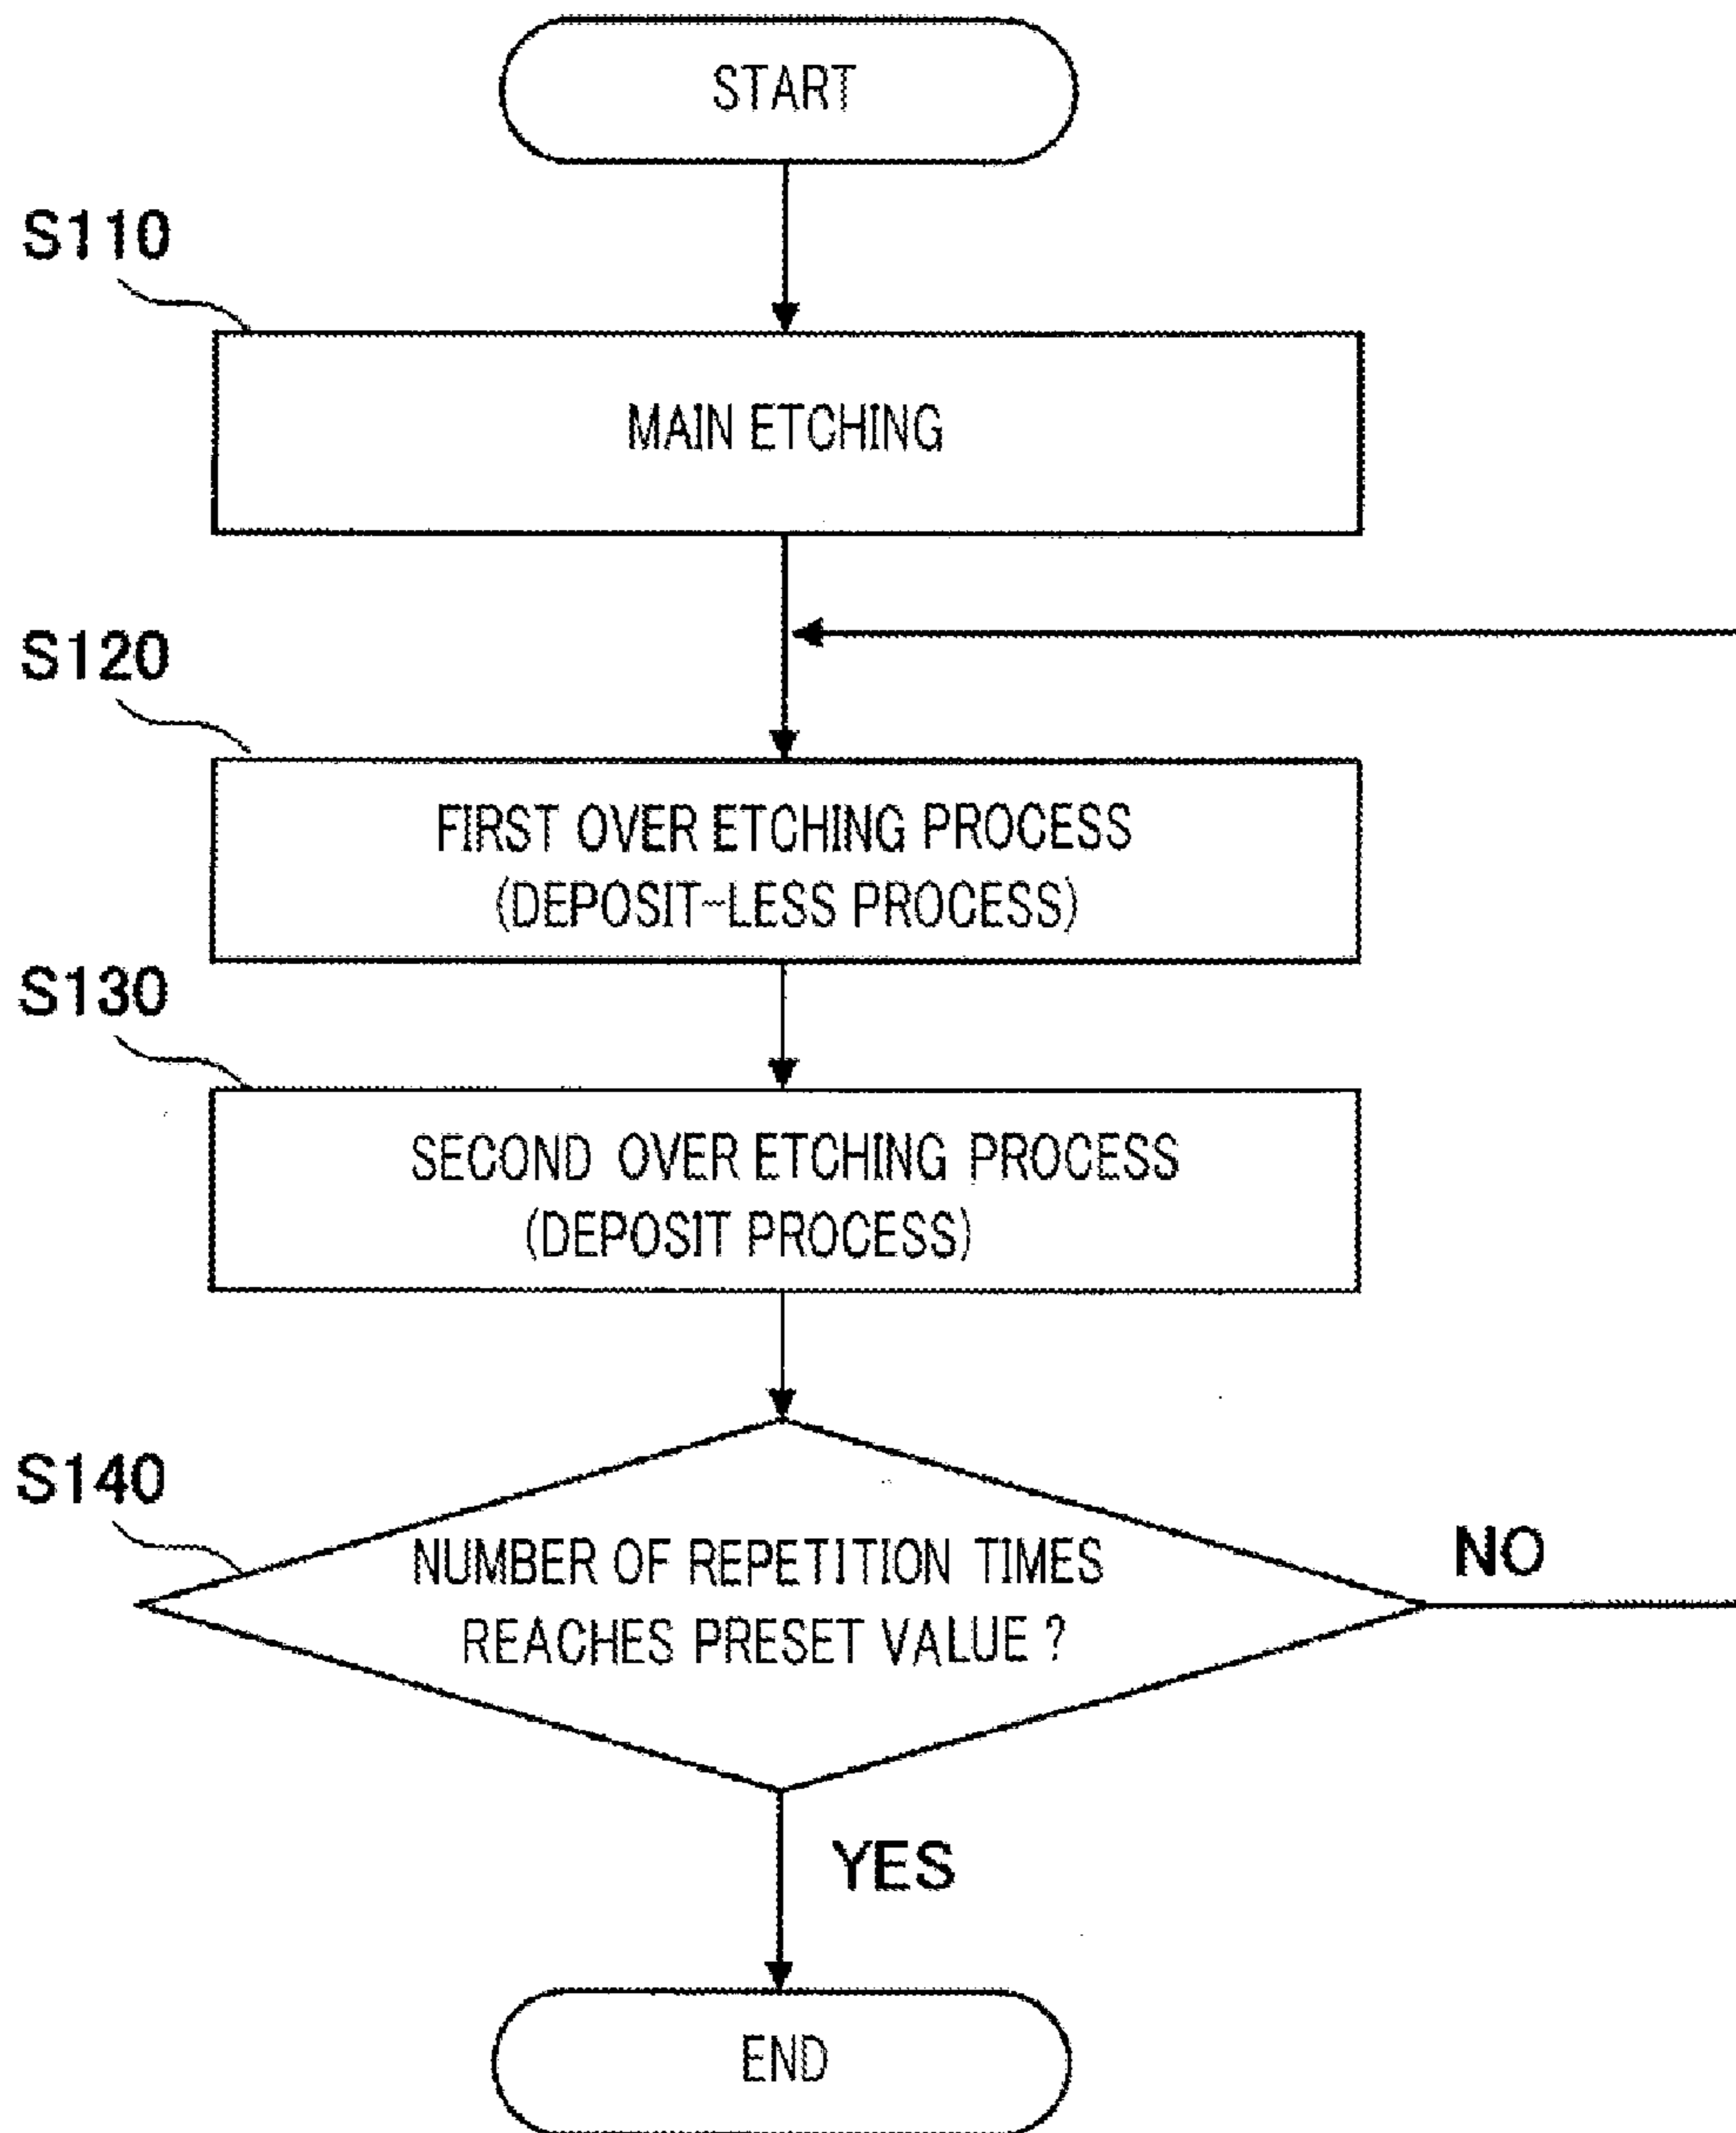 START
S110
MAIN ETCHING
S120
FIRST OVER ETCHING PROCESS
(DEPOSIT-LESS PROCESS)
S130
SECOND OVER ETCHING PROCESS
(DEPOSIT PROCESS)
S140
NUMBER OF REPETITION TIMES
REACHES PRESET VALUE ?
NO
YES
END